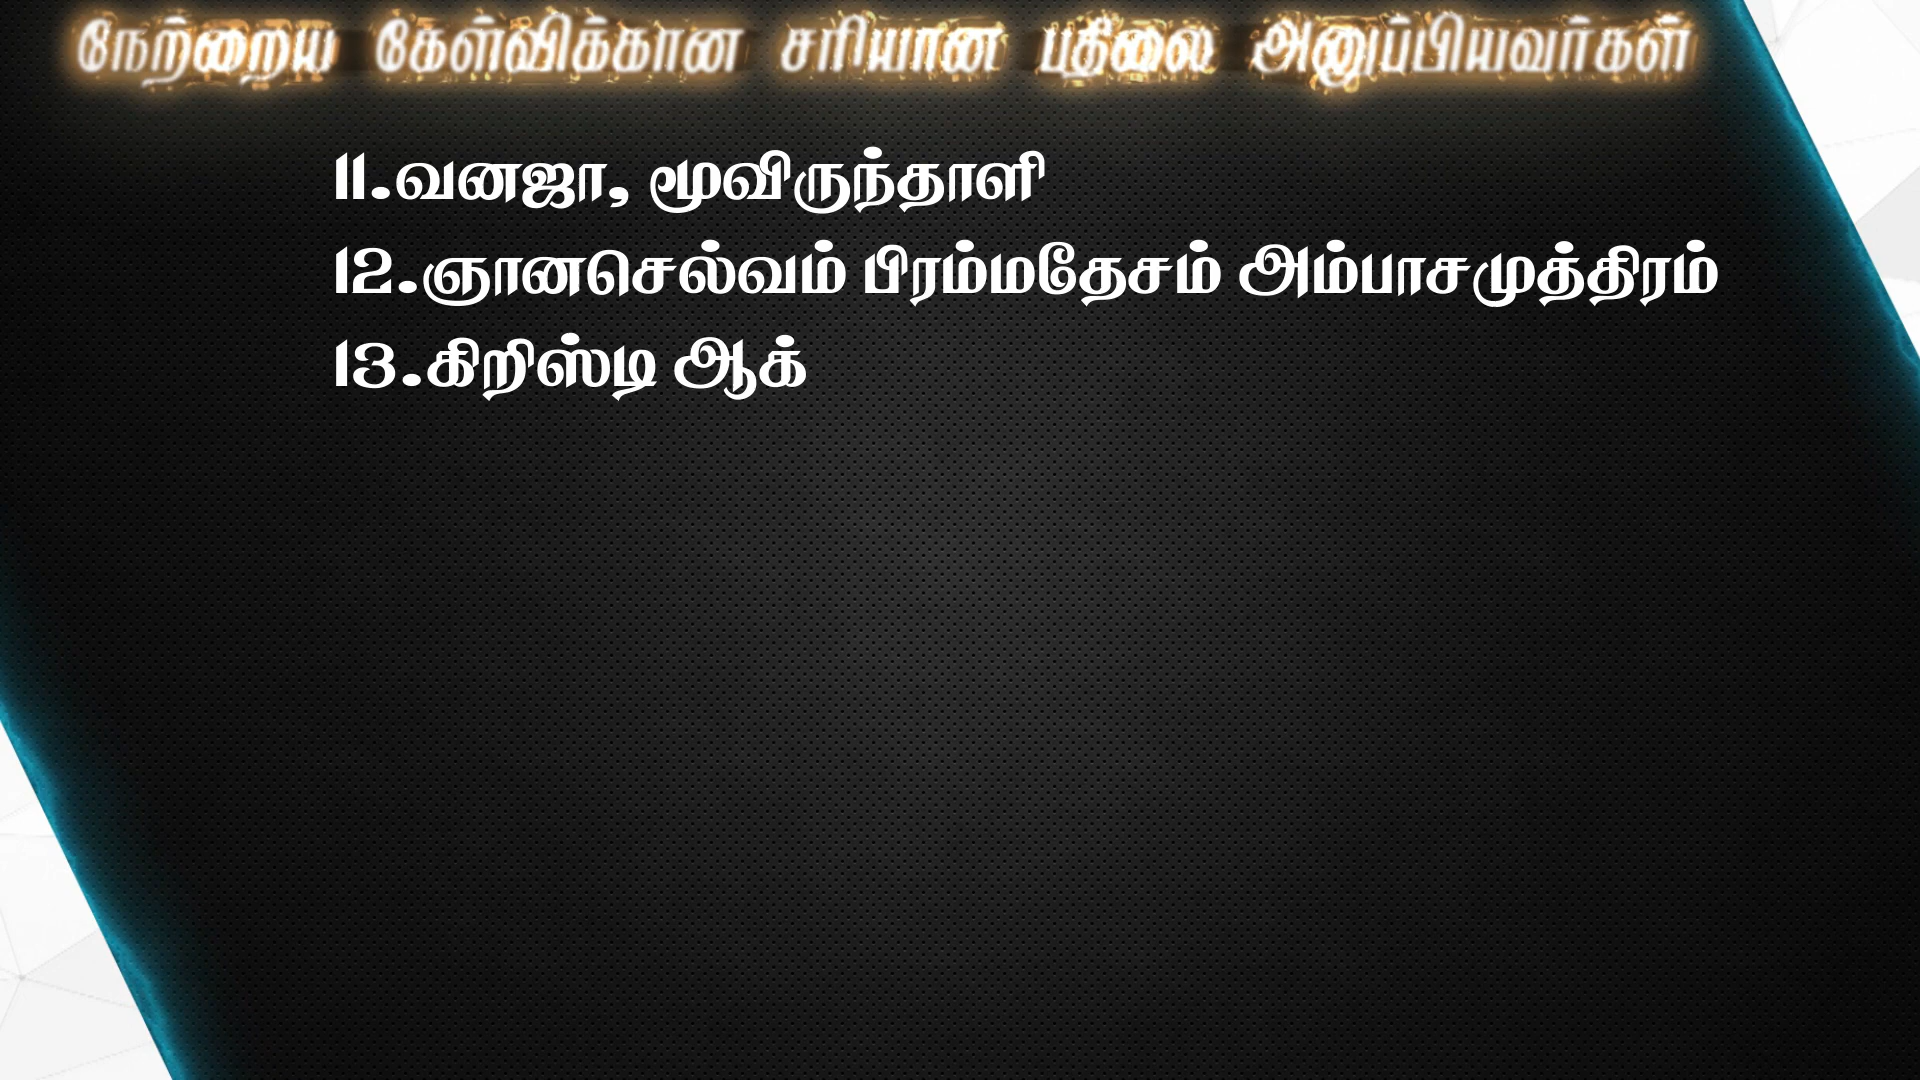 நேற்றைய கேள்விக்கான சரியான பதிலை அனுப்பியவர்கள்
11.வனஜா, மூவிருந்தாளி
12.ஞானசெல்வம் பிரம்மதேசம் அம்பாசமுத்திரம்
13.கிறிஸ்டி ஆக்